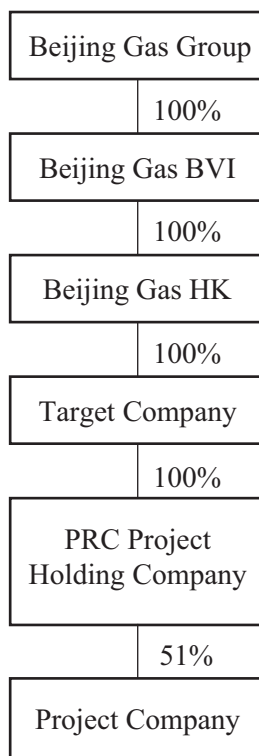 Beijing Gas Group
100%
Beijing Gas BVI
100%
Beijing Gas HK
100%
Target Company
100%
PRC Project
Holding Company
51%
Project Company